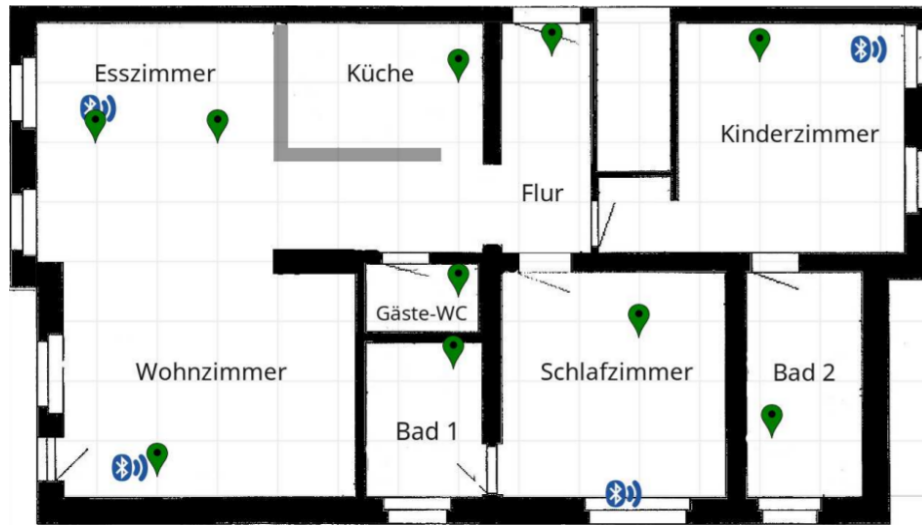 Esszimmer
Küche
Kinderzimmer
Flur
Gäste-WC
Wohnzimmer
Schlafzimmer
Bad 2
Bad 1